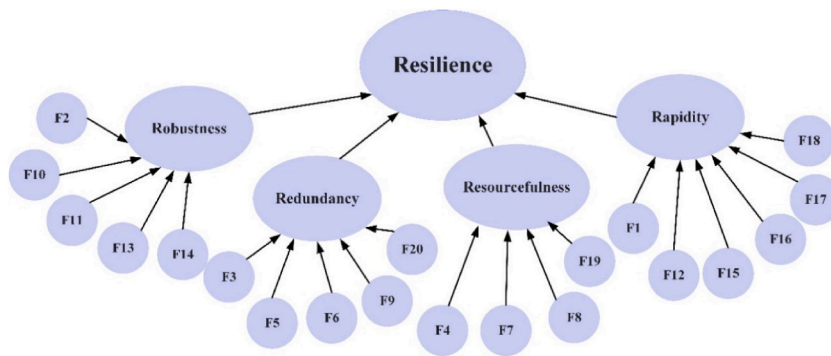 Resilience
Robustness
Redundancy
Resourcefulness
Rapidity
F2
F10
F11
F13
F14
F3
F5
F6
F9
F20
F4
F7
F8
F19
F1
F12
F15
F16
F17
F18